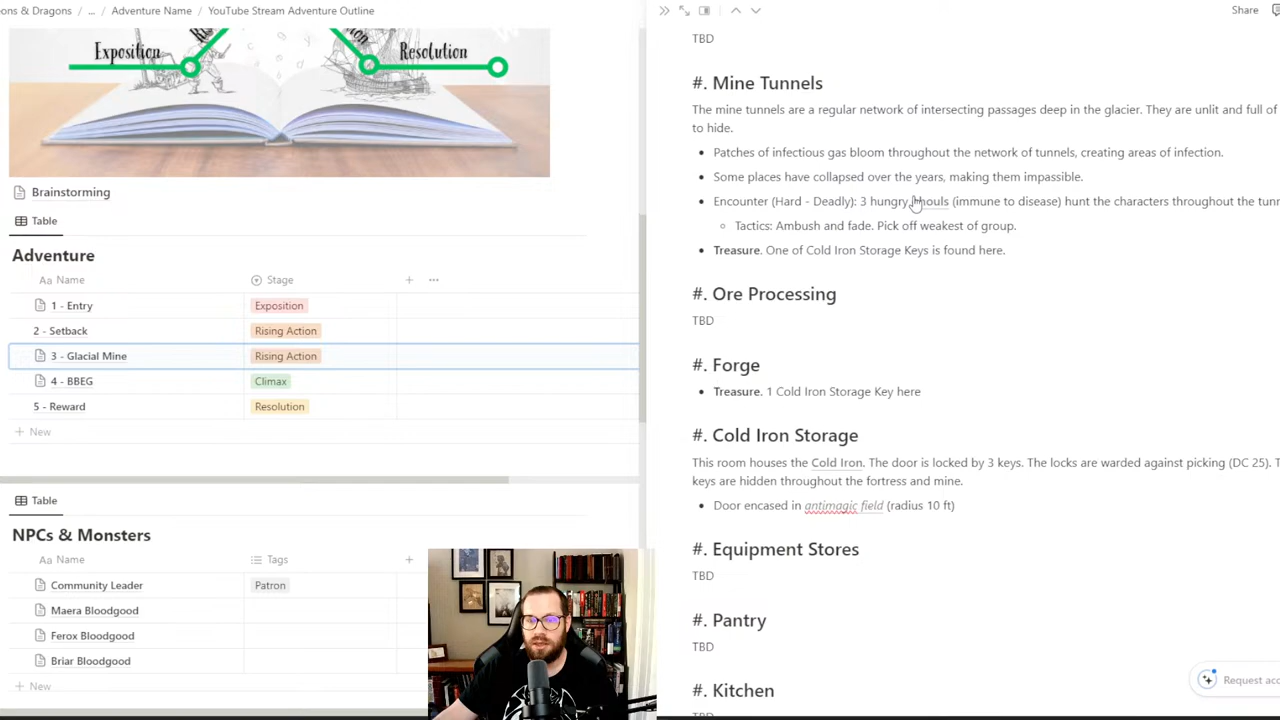 ons & Dragons / ... / Adventure Name / YouTube Stream Adventure Outline
Exposition
Resolution
Brainstorming
Table
Adventure
Aa Name Stage
1 - Entry Exposition
2 - Setback Rising Action
3 - Glacial Mine Rising Action
4 - BBEG Climax
5 - Reward Resolution
+ New
Table
NPCs & Monsters
Aa Name Tags
Community Leader Patron
Maera Bloodgood
Ferox Bloodgood
Briar Bloodgood
+ New
Share
TBD
#. Mine Tunnels
The mine tunnels are a regular network of intersecting passages deep in the glacier. They are unlit and full of
to hide.
• Patches of infectious gas bloom throughout the network of tunnels, creating areas of infection.
• Some places have collapsed over the years, making them impassible.
• Encounter (Hard - Deadly): 3 hungry houls (immune to disease) hunt the characters throughout the tun
Tactics: Ambush and fade. Pick off weakest of group.
• Treasure. One of Cold Iron Storage Keys is found here.
#. Ore Processing
TBD
#. Forge
• Treasure. 1 Cold Iron Storage Key here
#. Cold Iron Storage
This room houses the Cold Iron. The door is locked by 3 keys. The locks are warded against picking (DC 25). T
keys are hidden throughout the fortress and mine.
• Door encased in antimagic field (radius 10 ft)
#. Equipment Stores
TBD
#. Pantry
TBD
#. Kitchen
Request acc